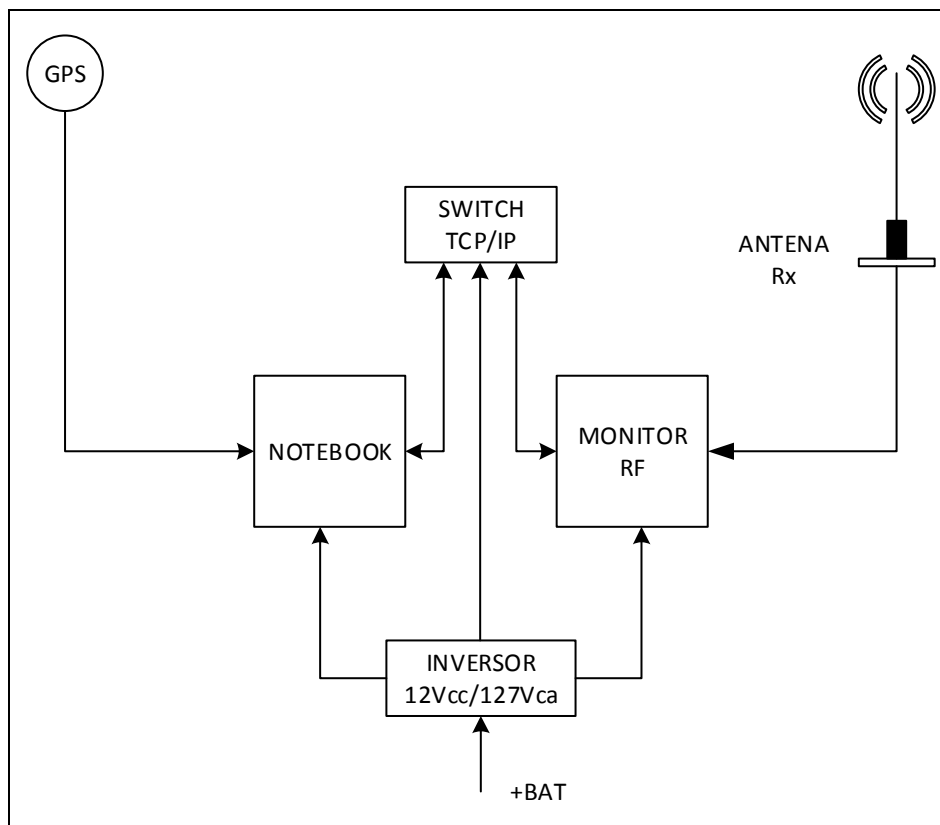 GPS
SWITCH
TCP/IP
ANTENA
Rx
NOTEBOOK
MONITOR
RF
INVERSOR
12Vcc/127Vca
+BAT